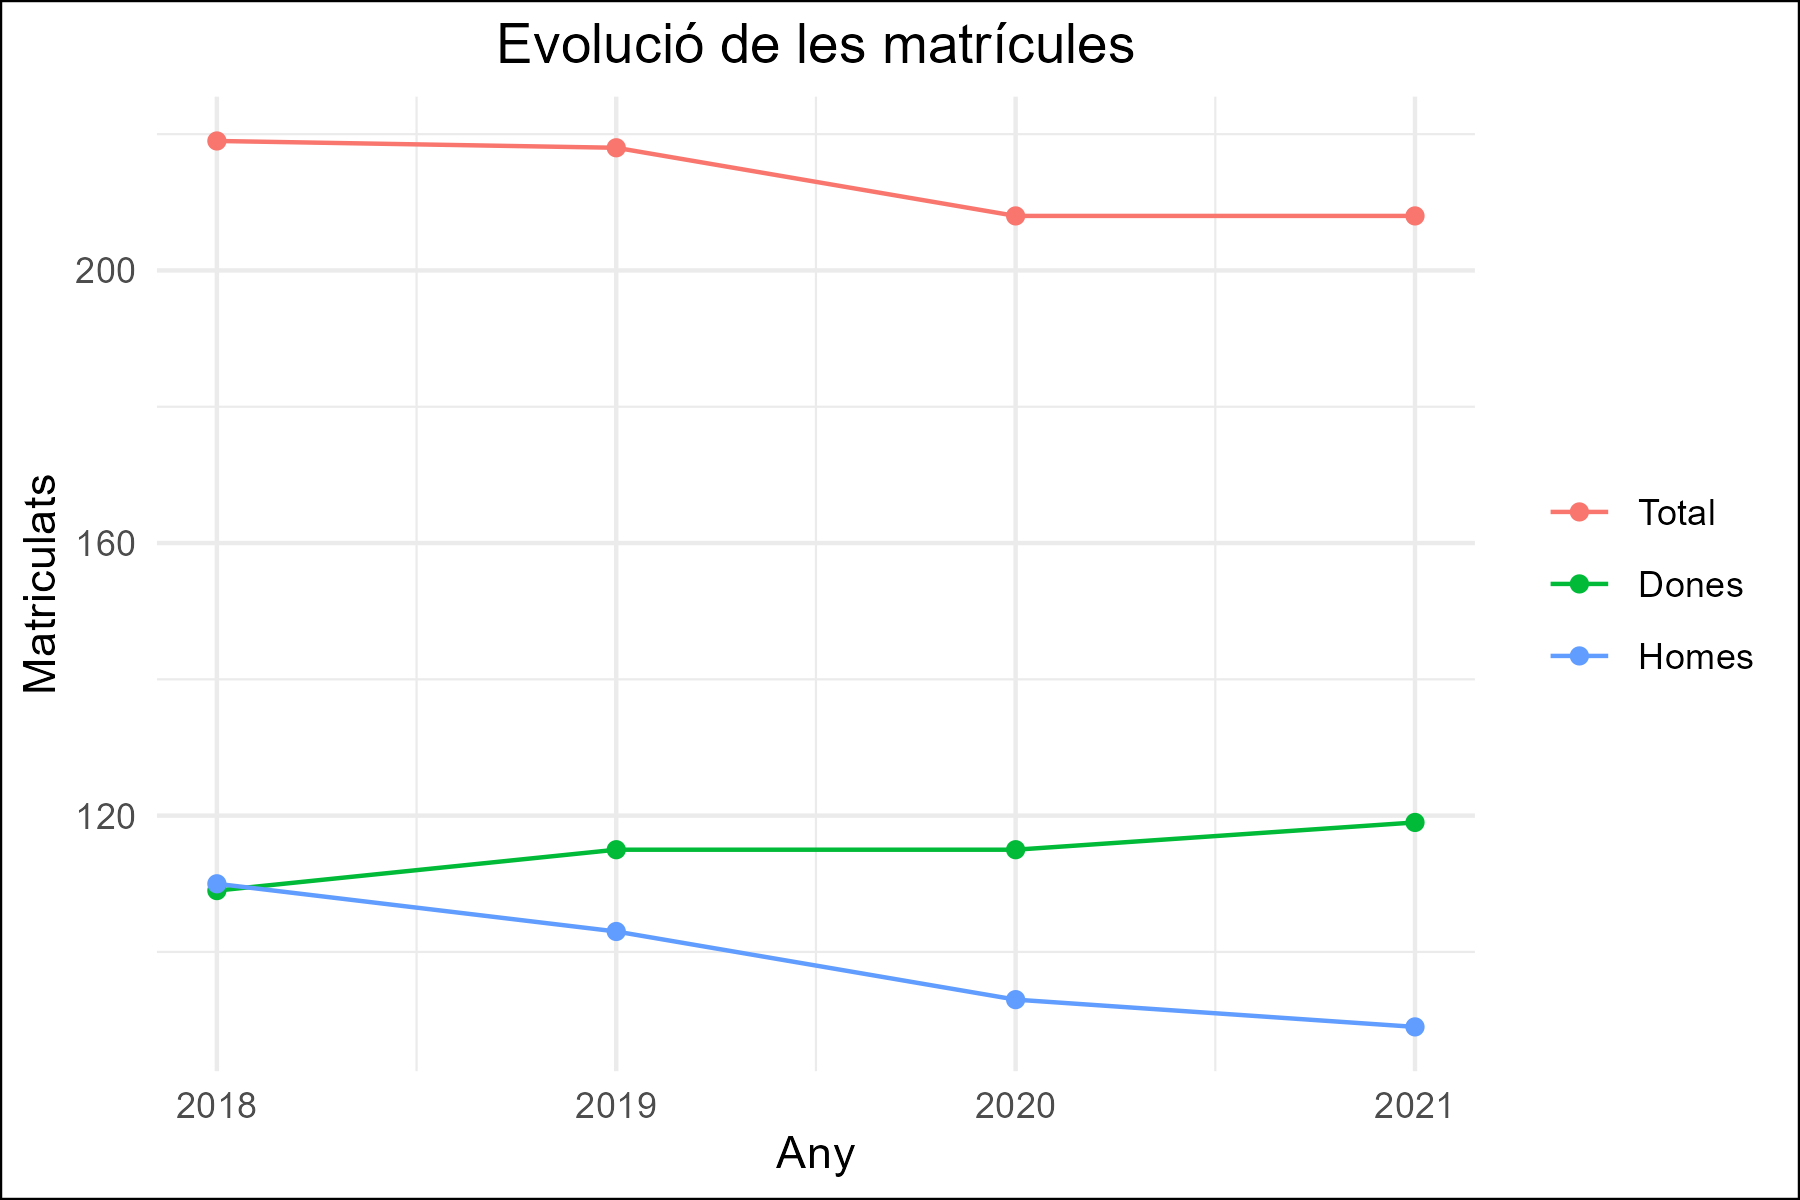 Evolució de les matrícules
Matriculats
200
160
120
2018
2019
2020
2021
Any
Total
Dones
Homes